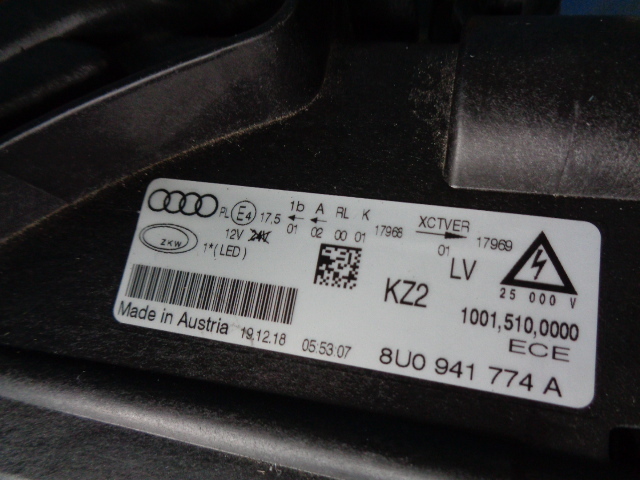 PL E4 17,5 1b A RL K XCTVER
01 02 00 01 17968 01 17969
12V 24V
ZKW 1*(LED)
LV
KZ2
25 000 V
1001,510,0000
ECE
Made in Austria 19.12.18 05:53:07 8U0 941 774 A